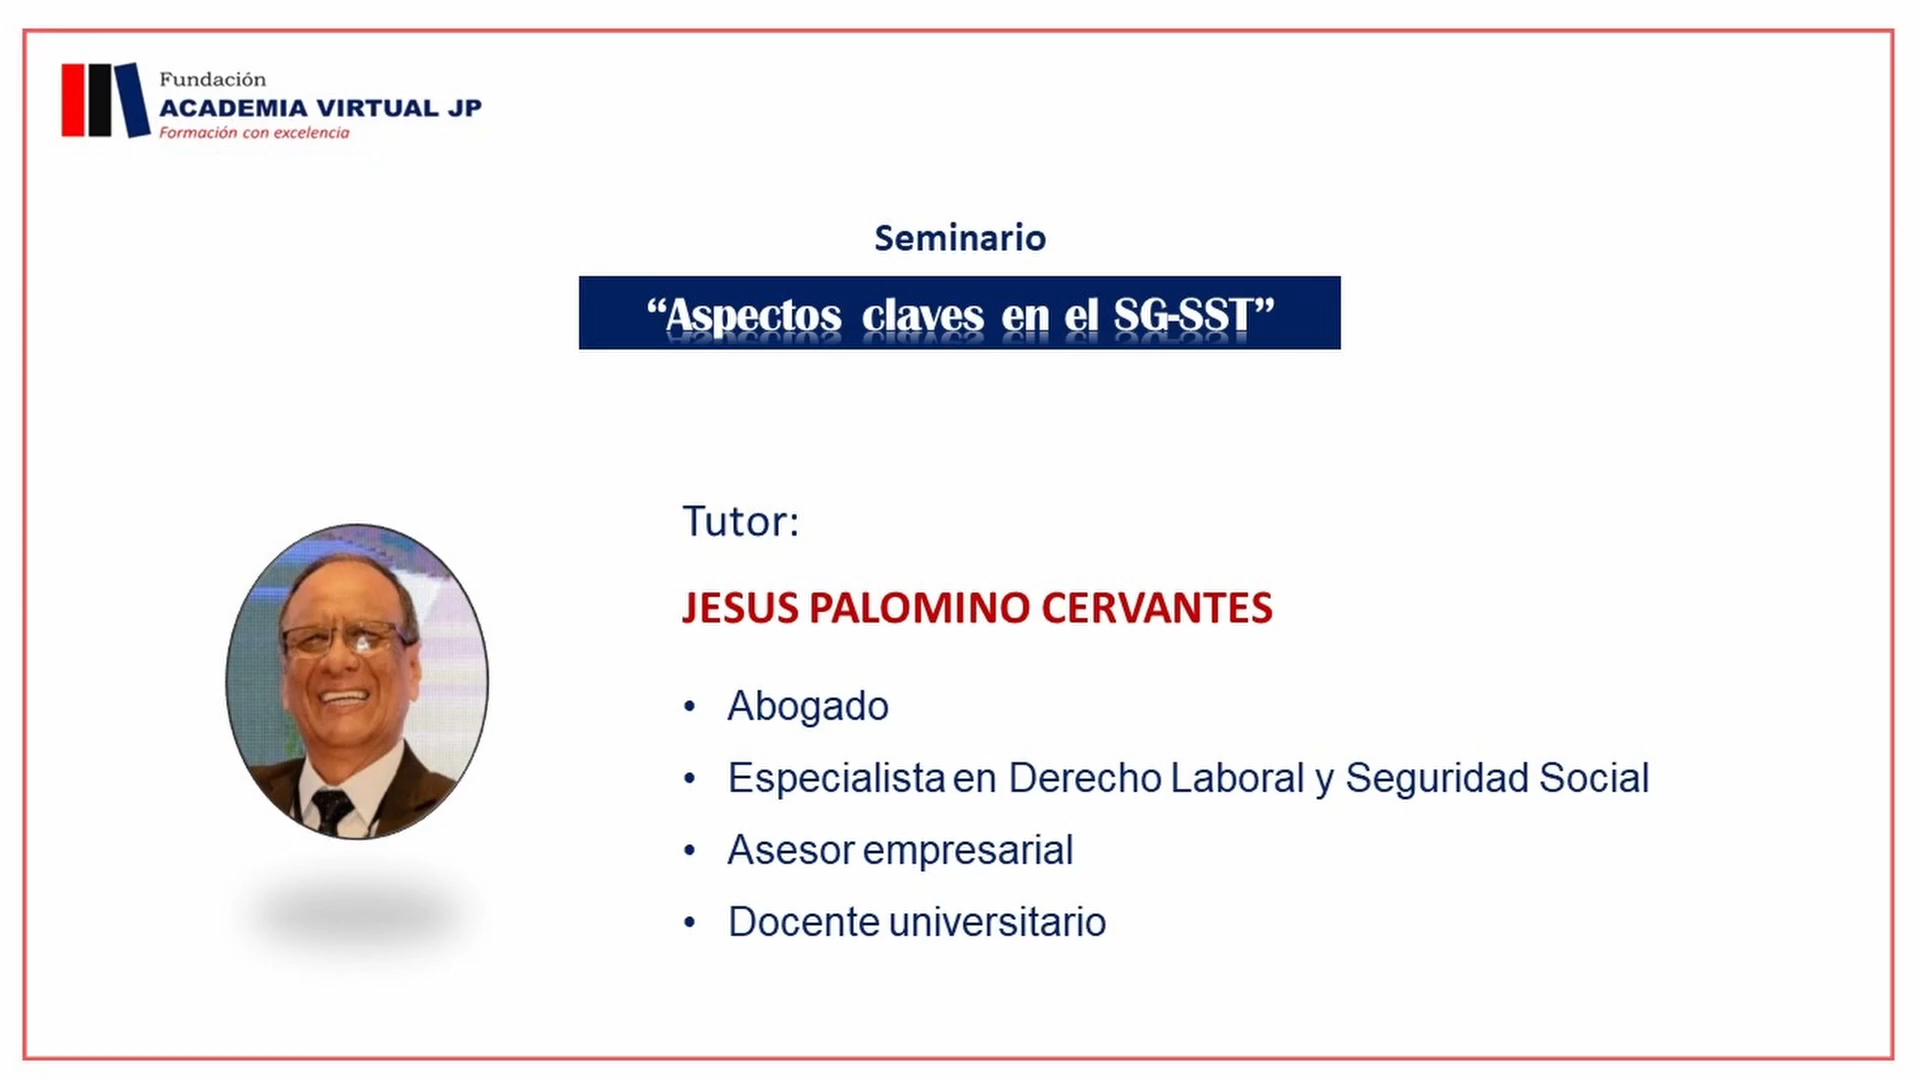 Fundación
ACADEMIA VIRTUAL JP
Formación con excelencia
Seminario
“Aspectos claves en el SG-SST”
Tutor:
JESUS PALOMINO CERVANTES
• Abogado
• Especialista en Derecho Laboral y Seguridad Social
• Asesor empresarial
• Docente universitario